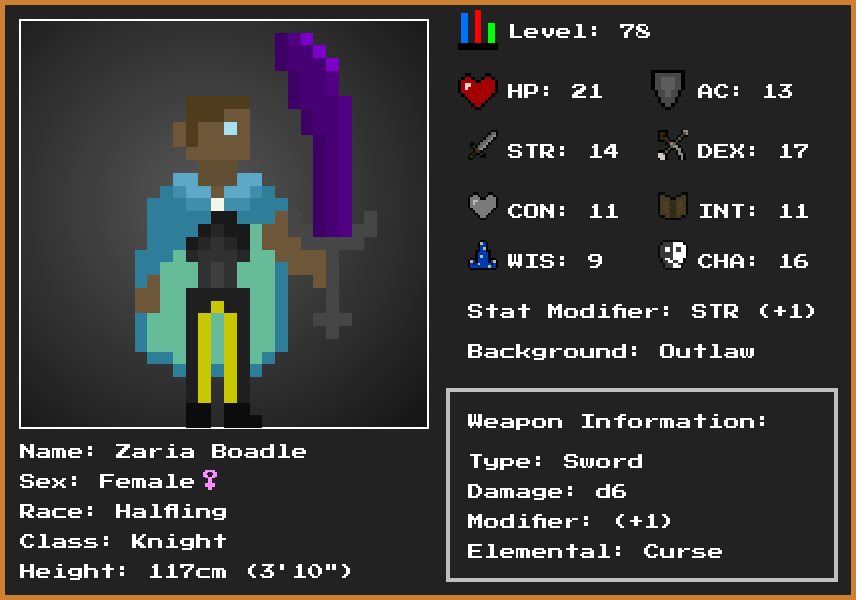 Level: 78
HP: 21
AC: 13
STR: 14
DEX: 17
CON: 11
INT: 11
WIS: 9
CHA: 16
Stat Modifier: STR (+1)
Background: Outlaw
Weapon Information:
Type: Sword
Damage: d6
Modifier: (+1)
Elemental: Curse
Name: Zaria Boadle
Sex: Female♀
Race: Halfling
Class: Knight
Height: 117cm (3'10")